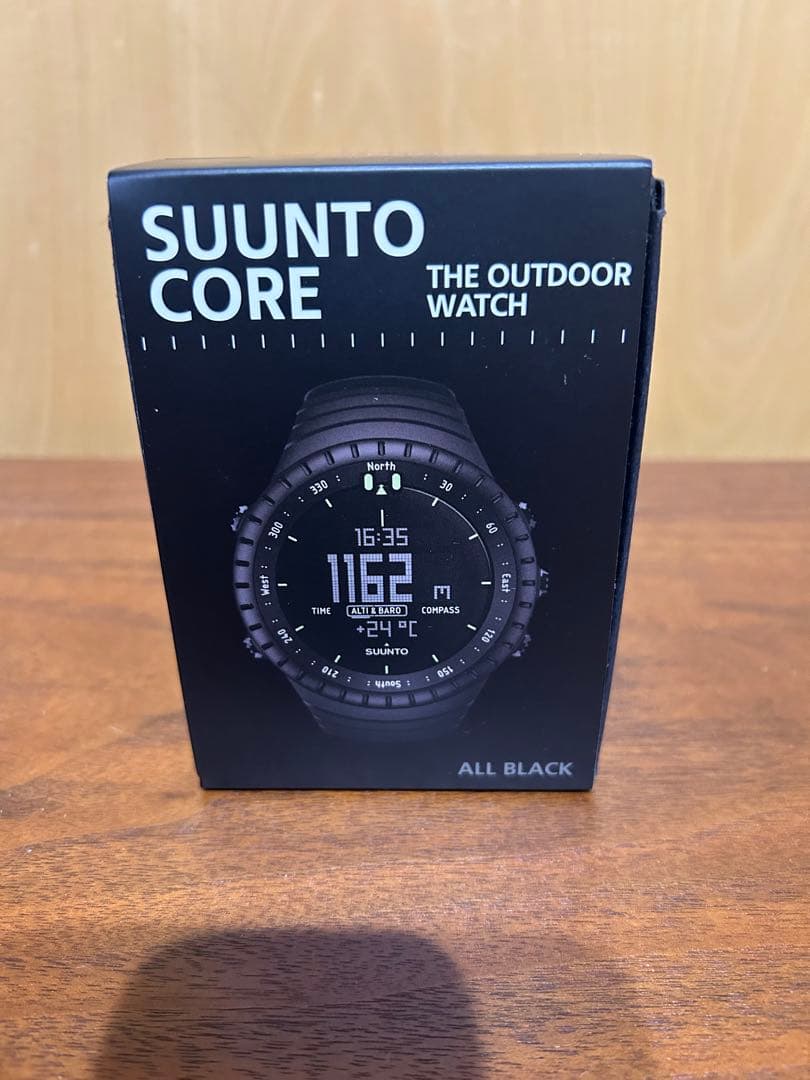 SUUNTO
CORE
THE OUTDOOR
WATCH
North
330
30
300
60
West
East
240
120
210
150
South
16:35
1162 m
TIME ALTI & BARO COMPASS
+24 °C
SUUNTO
ALL BLACK